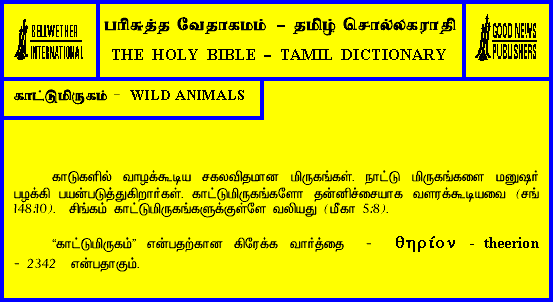 BELLWETHER
INTERNATIONAL
பரிசுத்த வேதாகமம் – தமிழ் சொல்லகராதி
THE HOLY BIBLE – TAMIL DICTIONARY
GOOD NEWS
PUBLISHERS
காட்டுமிருகம் - WILD ANIMALS
காடுகளில் வாழக்கூடிய சகலவிதமான மிருகங்கள். நாட்டு மிருகங்களை மனுஷர்
பழக்கி பயன்படுத்துகிறார்கள். காட்டுமிருகங்களோ தன்னிச்சையாக வளரக்கூடியவை (சங்
148:10). சிங்கம் காட்டுமிருகங்களுக்குள்ளே வலியது (மீகா 5:8).
“காட்டுமிருகம்” என்பதற்கான கிரேக்க வார்த்தை - θηρίον - theerion
- 2342 என்பதாகும்.